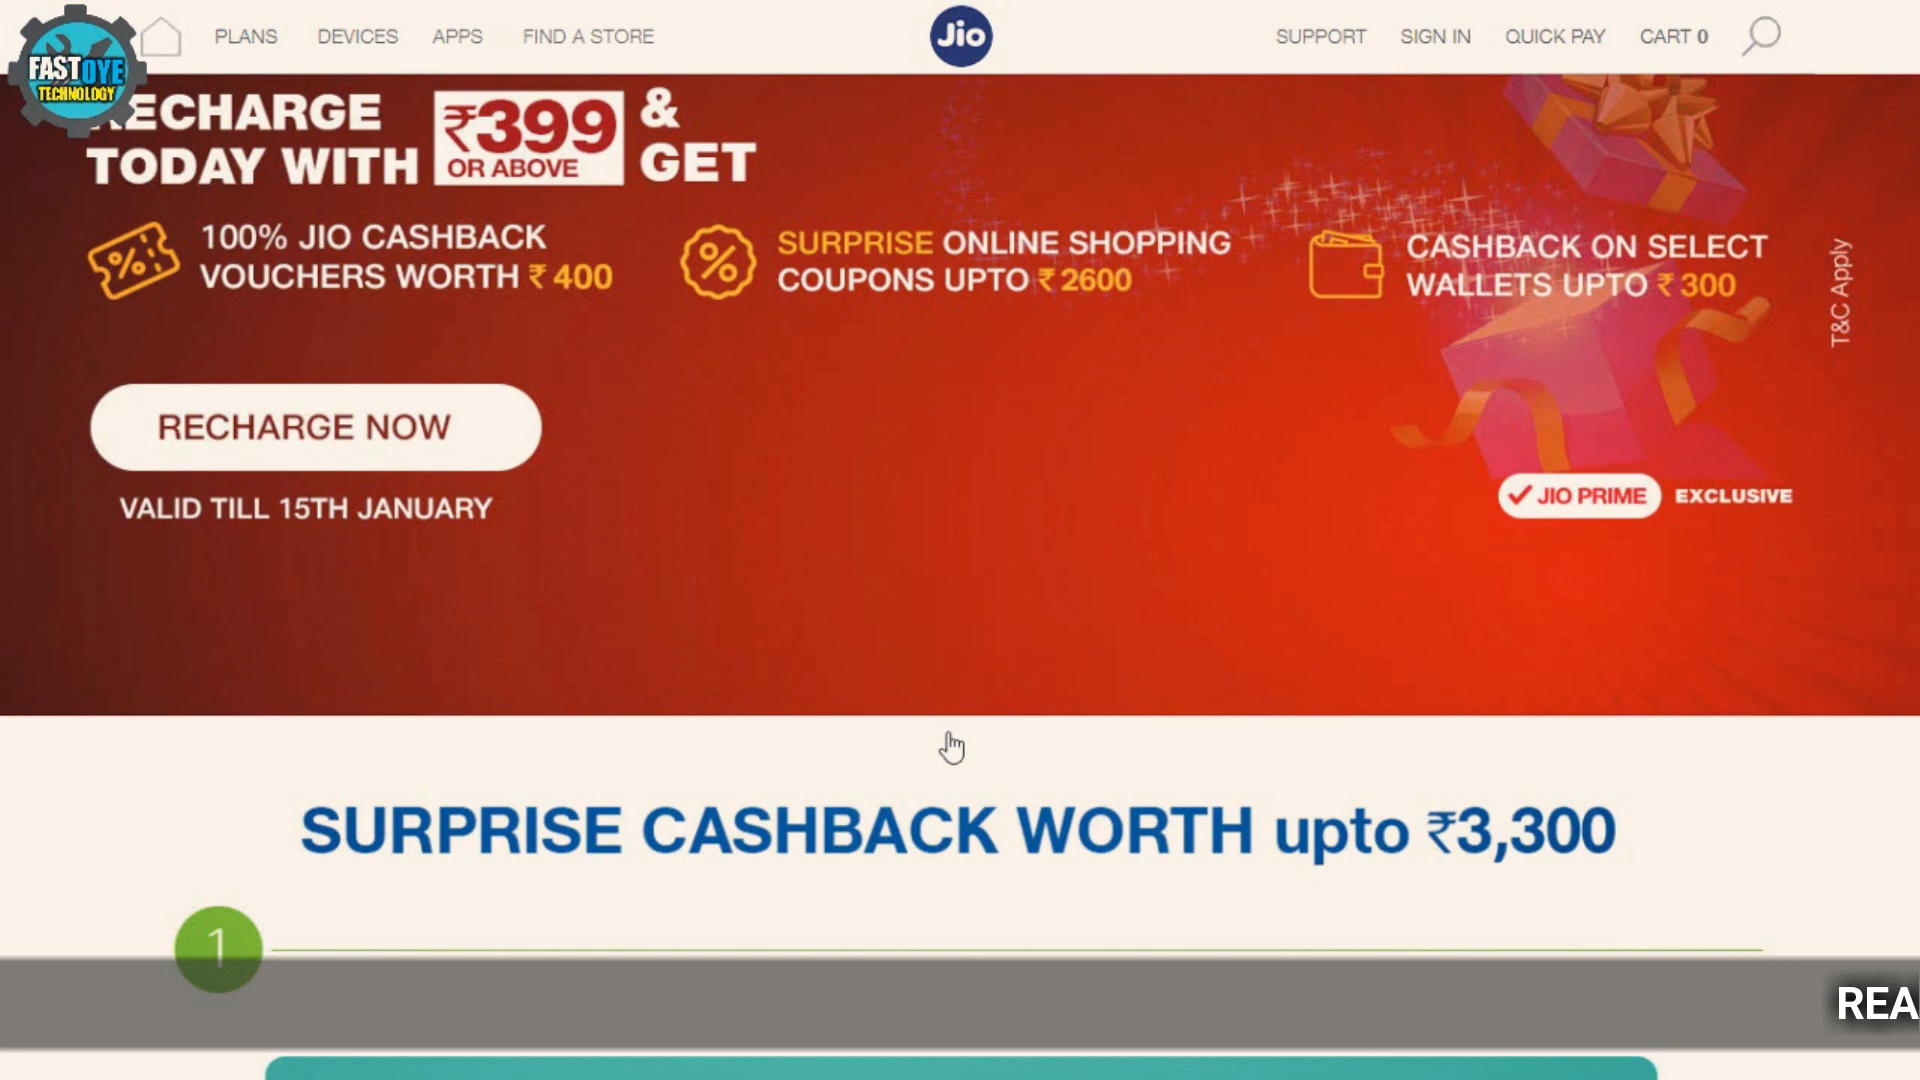 FAST OYE
TECHNOLOGY
PLANS DEVICES APPS FIND A STORE
Jio
SUPPORT SIGN IN QUICK PAY CART 0
RECHARGE
TODAY WITH
₹399
OR ABOVE
&
GET
100% JIO CASHBACK
VOUCHERS WORTH ₹ 400
SURPRISE ONLINE SHOPPING
COUPONS UPTO ₹ 2600
CASHBACK ON SELECT
WALLETS UPTO ₹ 300
T&C Apply
RECHARGE NOW
VALID TILL 15TH JANUARY
JIO PRIME EXCLUSIVE
SURPRISE CASHBACK WORTH upto ₹3,300
1
REA